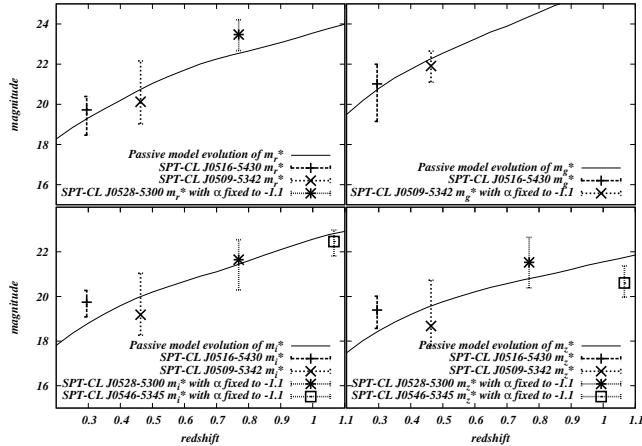 24
22
20
18
16
magnitude
Passive model evolution of m_r*
SPT-CL J0516-5430 m_r*
SPT-CL J0509-5342 m_r*
SPT-CL J0528-5300 m_r* with α fixed to -1.1
Passive model evolution of m_g*
SPT-CL J0516-5430 m_g*
SPT-CL J0509-5342 m_g*
22
20
18
16
magnitude
Passive model evolution of m_i*
SPT-CL J0516-5430 m_i*
SPT-CL J0509-5342 m_i*
SPT-CL J0528-5300 m_i* with α fixed to -1.1
SPT-CL J0546-5345 m_i* with α fixed to -1.1
0.3 0.4 0.5 0.6 0.7 0.8 0.9 1 1.1
redshift
Passive model evolution of m_z*
SPT-CL J0516-5430 m_z*
SPT-CL J0509-5342 m_z*
SPT-CL J0528-5300 m_z* with α fixed to -1.1
SPT-CL J0546-5345 m_z* with α fixed to -1.1
0.3 0.4 0.5 0.6 0.7 0.8 0.9 1 1.1
redshift